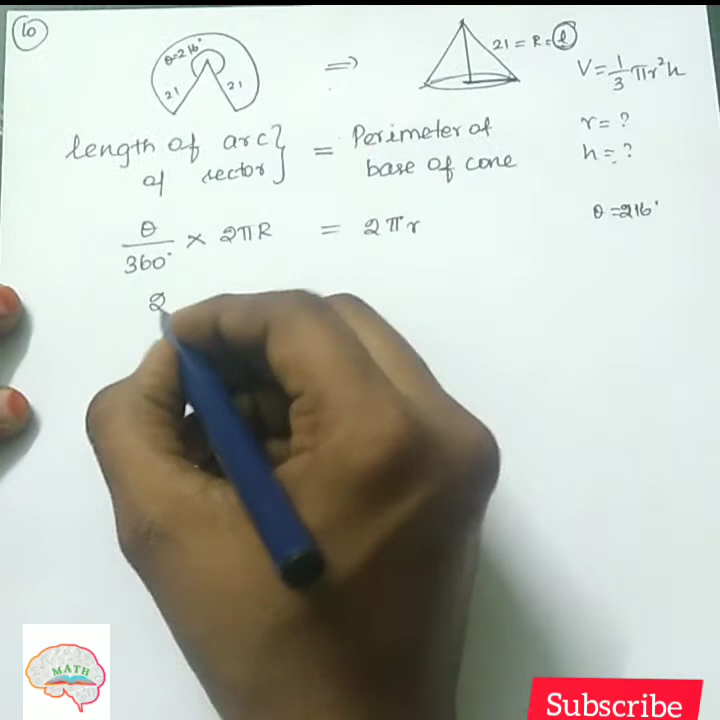 10
θ=216°
21
21
⇒
21 = R = l
V = 1/3 πr²h
length of arc } = Perimeter of
of sector } base of cone
r = ?
h = ?
θ/360° × 2πR = 2πr
θ = 216°
2
MATH
Subscribe